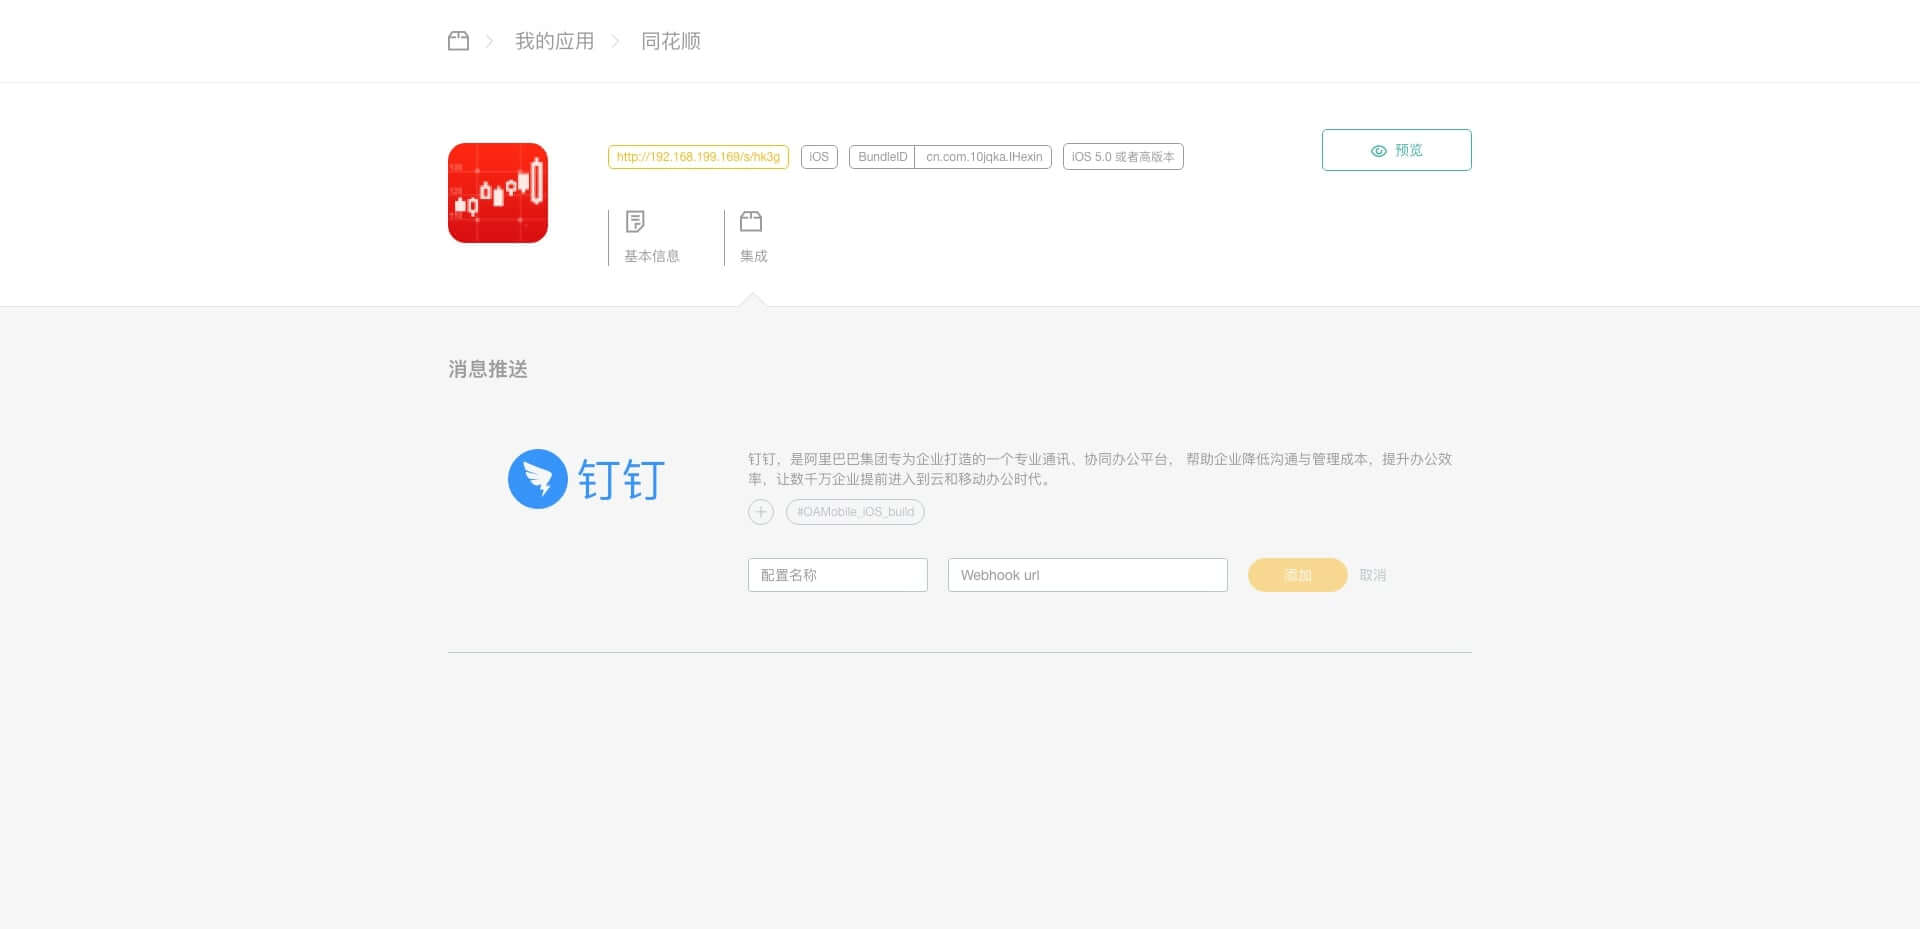 我的应用 同花顺
http://192.168.199.169/s/hk3g iOS BundleID cn.com.10jqka.IHexin iOS 5.0 或者高版本
预览
基本信息 集成
消息推送
钉钉
钉钉，是阿里巴巴集团专为企业打造的一个专业通讯、协同办公平台， 帮助企业降低沟通与管理成本，提升办公效
率，让数千万企业提前进入到云和移动办公时代。
#OAMobile_iOS_build
配置名称 Webhook url 添加 取消